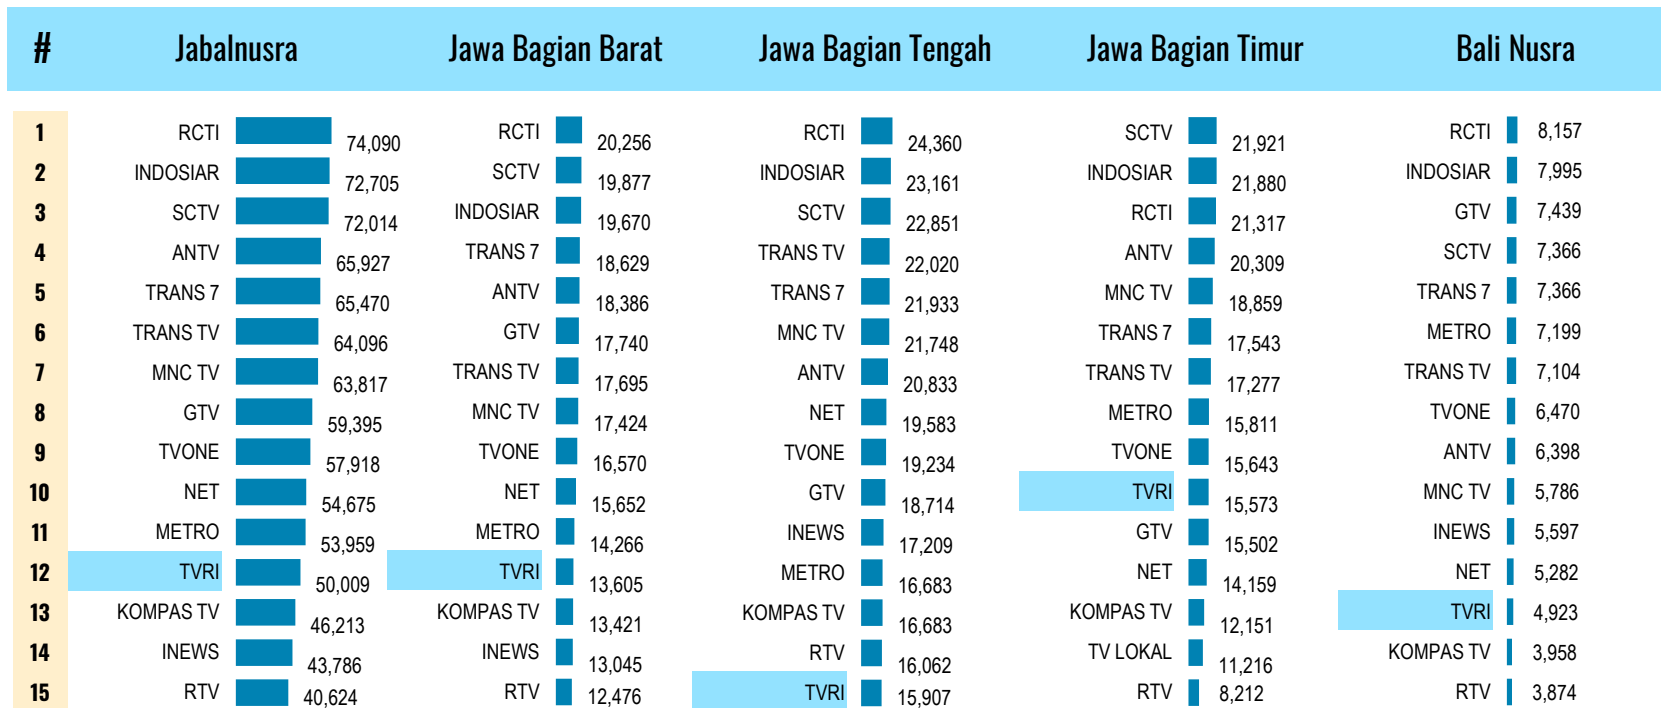 # Jabalnusra Jawa Bagian Barat Jawa Bagian Tengah Jawa Bagian Timur Bali Nusra
1 RCTI 74,090 RCTI 20,256 RCTI 24,360 SCTV 21,921 RCTI 8,157
2 INDOSIAR 72,705 SCTV 19,877 INDOSIAR 23,161 INDOSIAR 21,880 INDOSIAR 7,995
3 SCTV 72,014 INDOSIAR 19,670 SCTV 22,851 RCTI 21,317 GTV 7,439
4 ANTV 65,927 TRANS 7 18,629 TRANS TV 22,020 ANTV 20,309 SCTV 7,366
5 TRANS 7 65,470 ANTV 18,386 TRANS 7 21,933 MNC TV 18,859 TRANS 7 7,366
6 TRANS TV 64,096 GTV 17,740 MNC TV 21,748 TRANS 7 17,543 METRO 7,199
7 MNC TV 63,817 TRANS TV 17,695 ANTV 20,833 TRANS TV 17,277 TRANS TV 7,104
8 GTV 59,395 MNC TV 17,424 NET 19,583 METRO 15,811 TVONE 6,470
9 TVONE 57,918 TVONE 16,570 TVONE 19,234 TVONE 15,643 ANTV 6,398
10 NET 54,675 NET 15,652 GTV 18,714 TVRI 15,573 MNC TV 5,786
11 METRO 53,959 METRO 14,266 INEWS 17,209 GTV 15,502 INEWS 5,597
12 TVRI 50,009 TVRI 13,605 METRO 16,683 NET 14,159 NET 5,282
13 KOMPAS TV 46,213 KOMPAS TV 13,421 KOMPAS TV 16,683 KOMPAS TV 12,151 TVRI 4,923
14 INEWS 43,786 INEWS 13,045 RTV 16,062 TV LOKAL 11,216 KOMPAS TV 3,958
15 RTV 40,624 RTV 12,476 TVRI 15,907 RTV 8,212 RTV 3,874